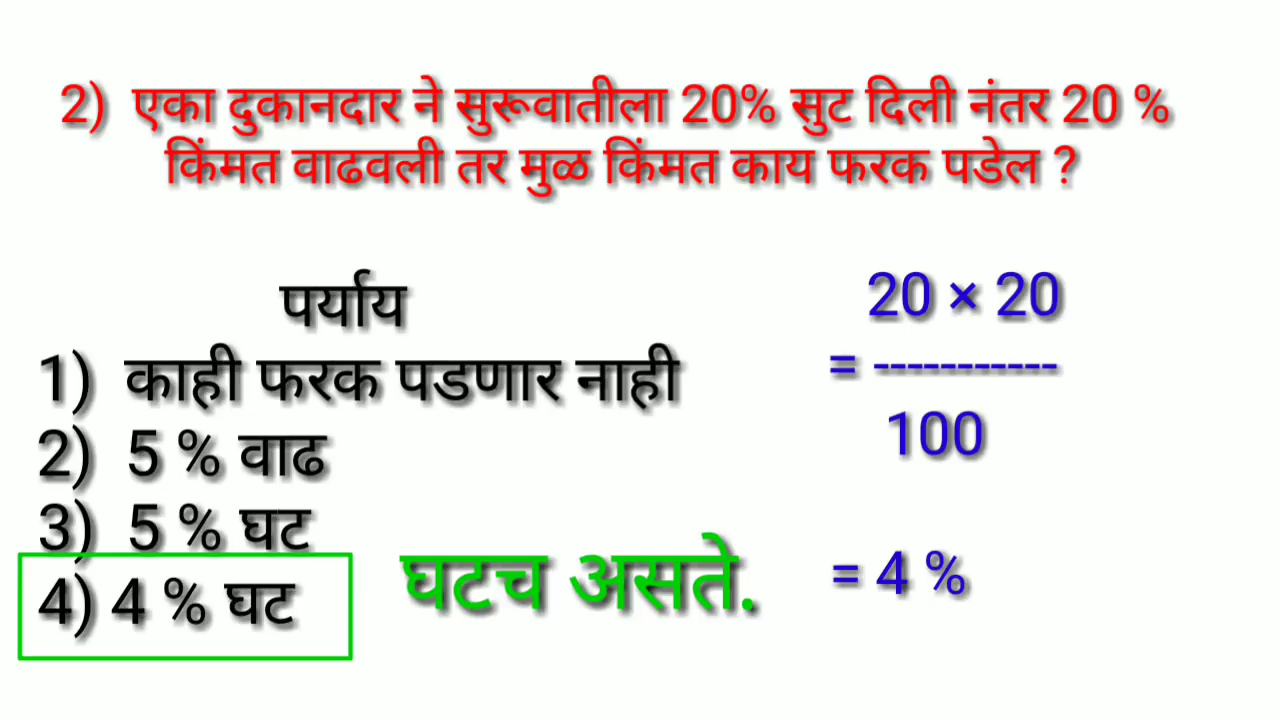 2) एका दुकानदार ने सुरूवातीला 20% सुट दिली नंतर 20 %
किंमत वाढवली तर मुळ किंमत काय फरक पडेल ?
पर्याय
1) काही फरक पडणार नाही
2) 5 % वाढ
3) 5 % घट
4) 4 % घट
घटच असते.
20 × 20
= -----------
100
= 4 %